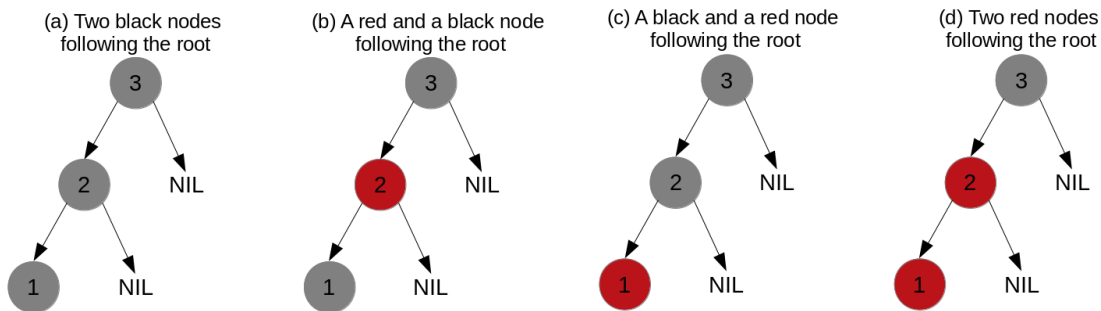 (a) Two black nodes
following the root
3
2
NIL
1
NIL
(b) A red and a black node
following the root
3
2
NIL
1
NIL
(c) A black and a red node
following the root
3
2
NIL
1
NIL
(d) Two red nodes
following the root
3
2
NIL
1
NIL